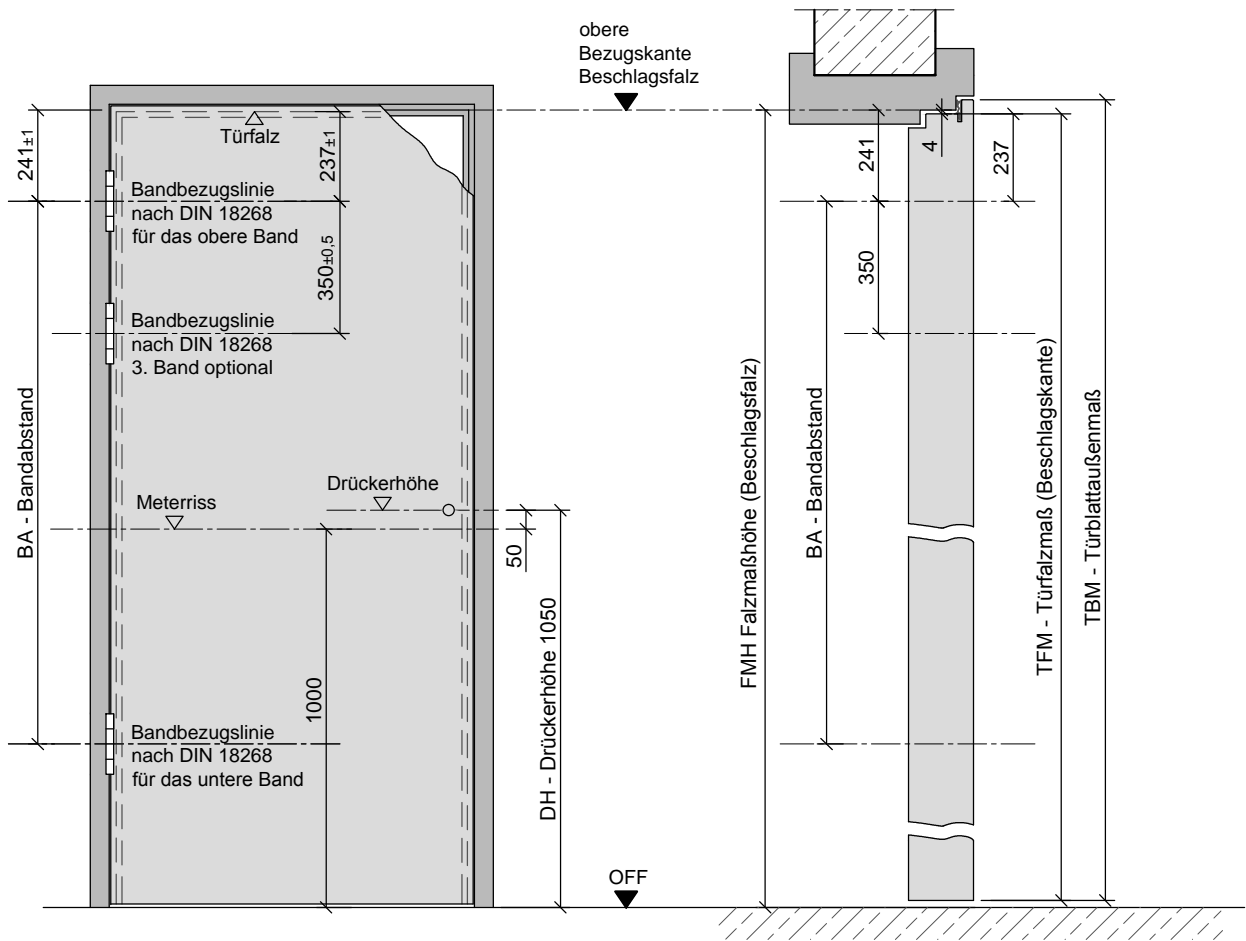 obere
Bezugskante
Beschlagsfalz
241±1
Türfalz
237±1
Bandbezugslinie
nach DIN 18268
für das obere Band
350±0,5
Bandbezugslinie
nach DIN 18268
3. Band optional
BA - Bandabstand
Meterriss
Drückerhöhe
50
1000
DH - Drückerhöhe 1050
Bandbezugslinie
nach DIN 18268
für das untere Band
OFF
241
4
237
350
FMH Falzmaßhöhe (Beschlagsfalz)
BA - Bandabstand
TFM - Türfalzmaß (Beschlagskante)
TBM - Türblattaußenmaß